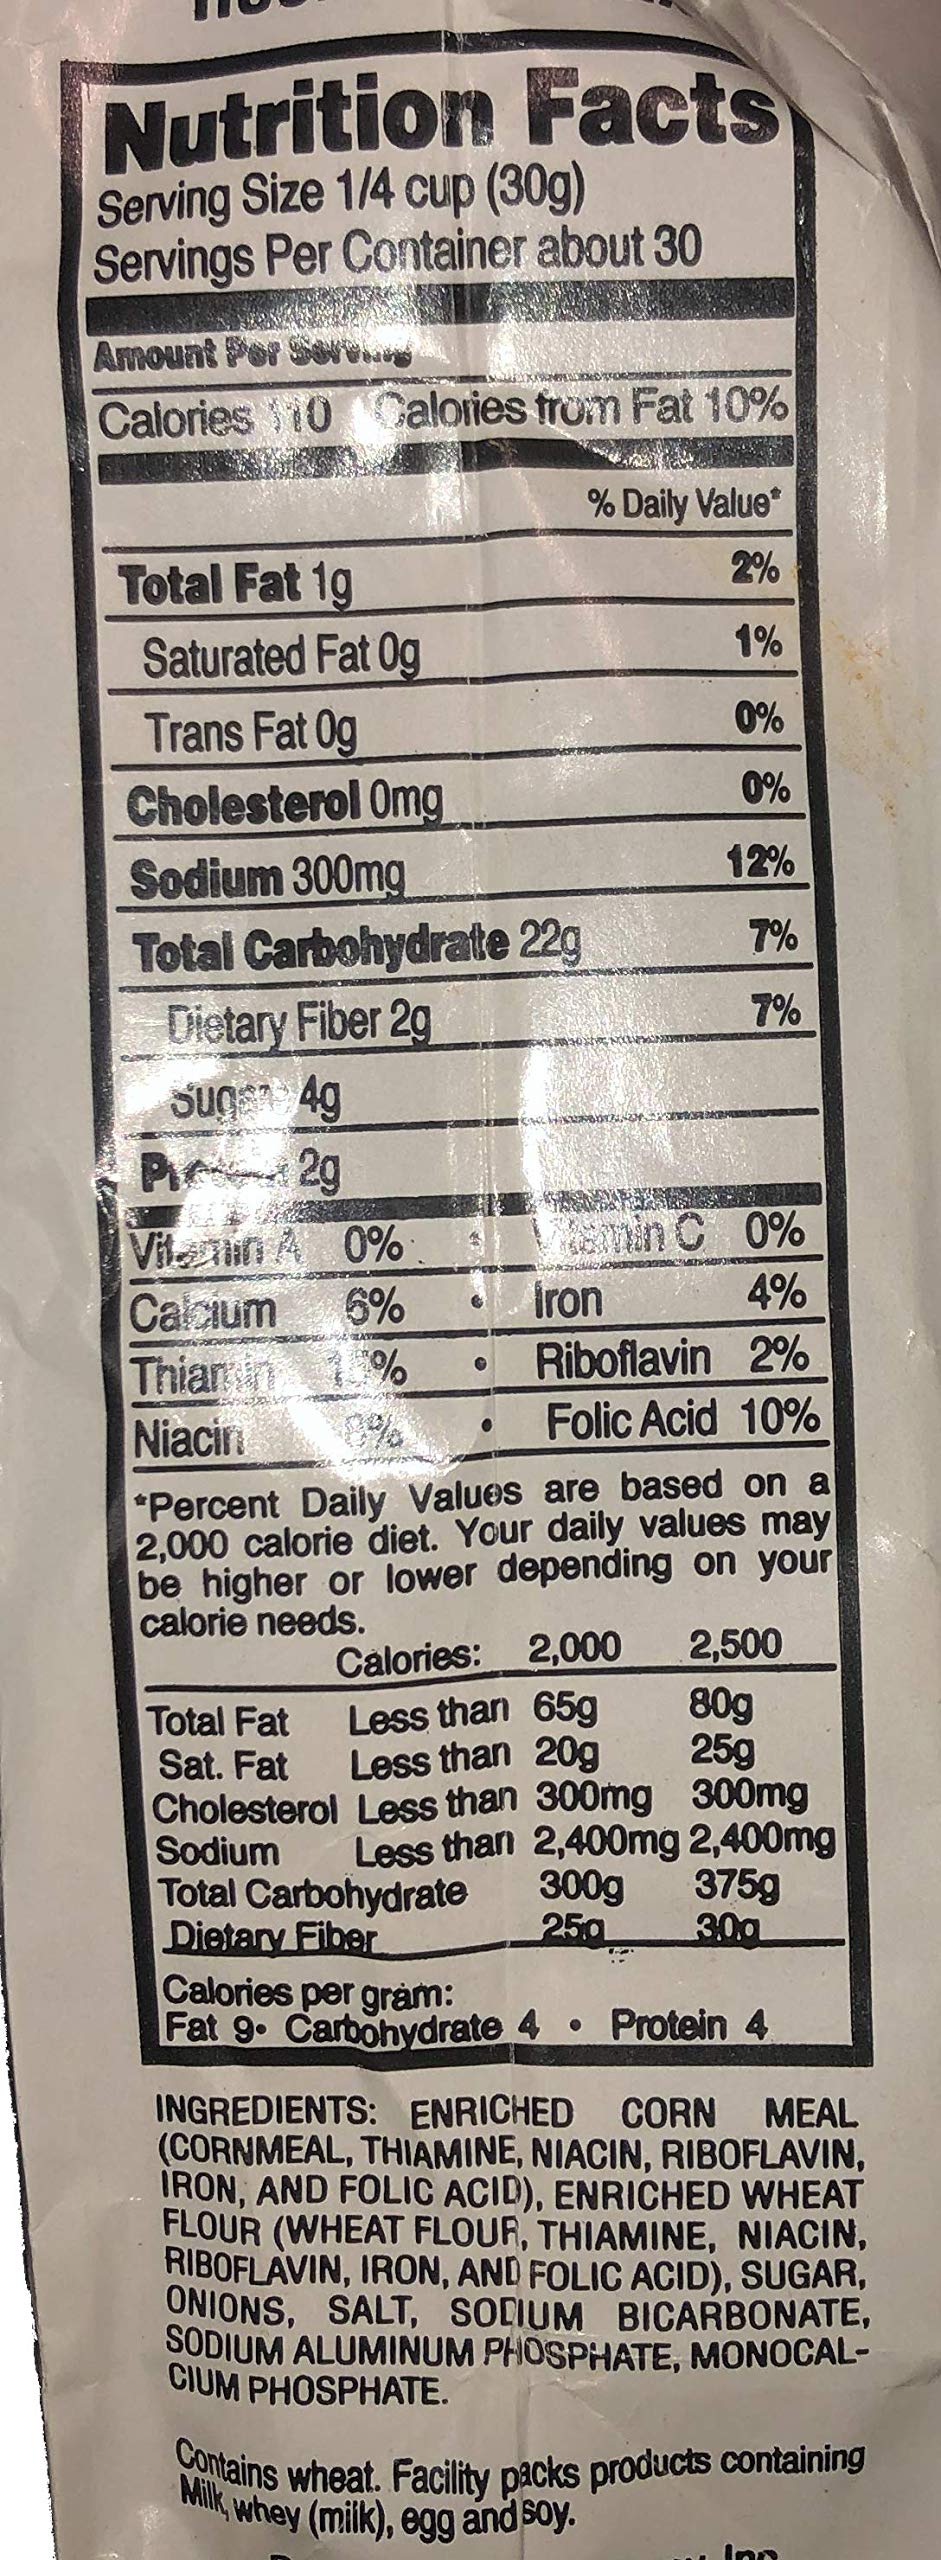 Nutrition Facts
Serving Size 1/4 cup (30g)
Servings Per Container about 30
Amount Per Serving
Calories 110 Calories from Fat 10%
% Daily Value*
Total Fat 1g 2%
Saturated Fat 0g 1%
Trans Fat 0g 0%
Cholesterol 0mg 0%
Sodium 300mg 12%
Total Carbohydrate 22g 7%
Dietary Fiber 2g 7%
Sugars 4g
Protein 2g
Vitamin A 0% • Vitamin C 0%
Calcium 6% • Iron 4%
Thiamin • Riboflavin 2%
Niacin 8% • Folic Acid 10%
*Percent Daily Values are based on a
2,000 calorie diet. Your daily values may
be higher or lower depending on your
calorie needs.
Calories: 2,000 2,500
Total Fat Less than 65g 80g
Sat. Fat Less than 20g 25g
Cholesterol Less than 300mg 300mg
Sodium Less than 2,400mg 2,400mg
Total Carbohydrate 300g 375g
Dietary Fiber 25g 30g
Calories per gram:
Fat 9• Carbohydrate 4 • Protein 4
INGREDIENTS: ENRICHED CORN MEAL
(CORNMEAL, THIAMINE, NIACIN, RIBOFLAVIN,
IRON, AND FOLIC ACID), ENRICHED WHEAT
FLOUR (WHEAT FLOUR, THIAMINE, NIACIN,
RIBOFLAVIN, IRON, AND FOLIC ACID), SUGAR,
ONIONS, SALT, SODIUM BICARBONATE,
SODIUM ALUMINUM PHOSPHATE, MONOCAL-
CIUM PHOSPHATE.
Contains wheat. Facility packs products containing
Milk, whey (milk), egg and soy.